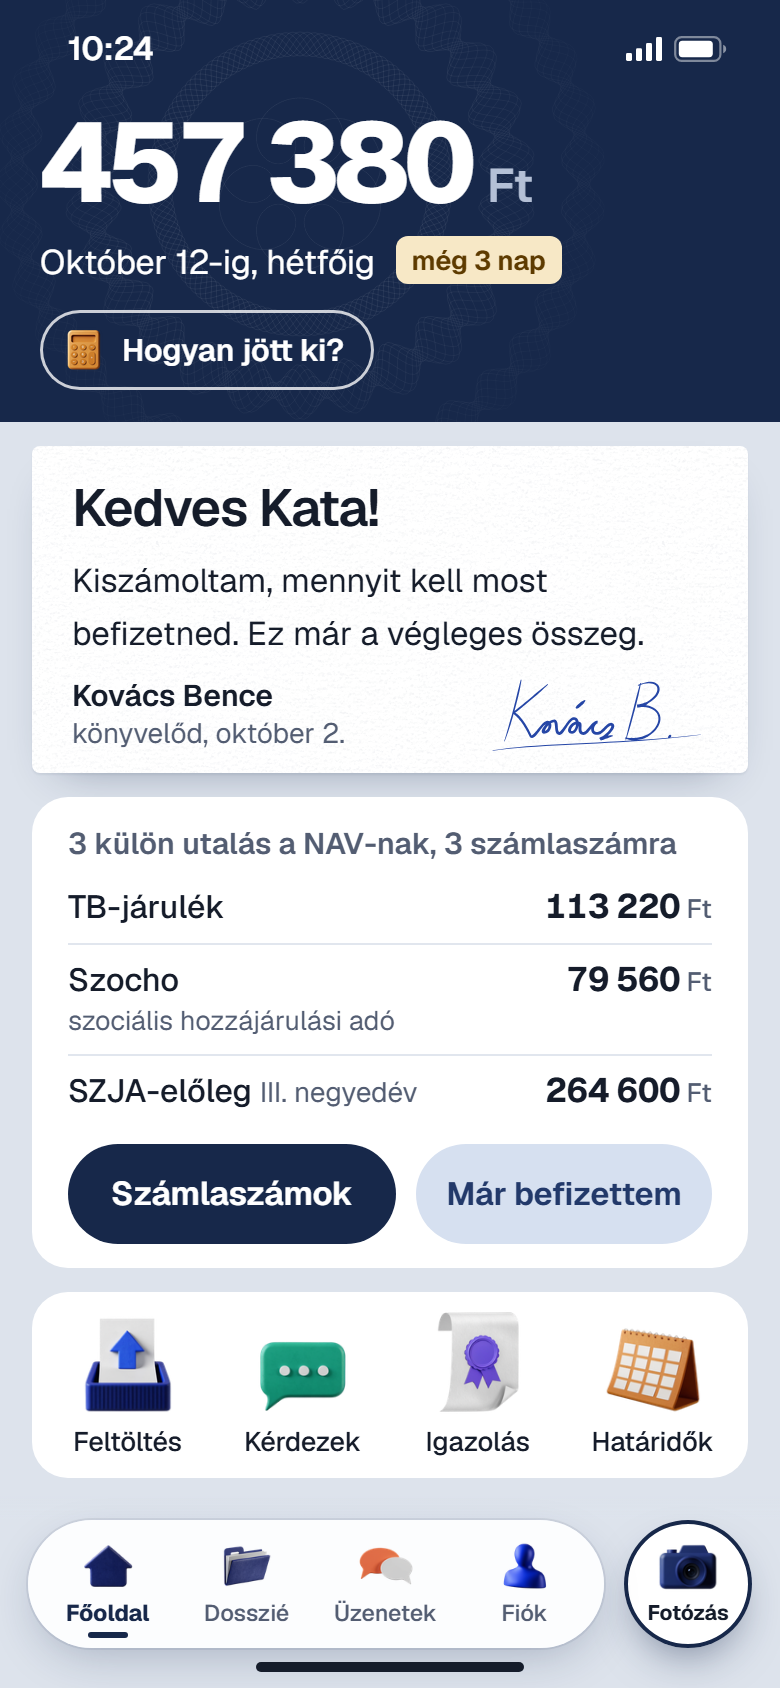 10:24
457 380 Ft
Október 12-ig, hétfőig még 3 nap
Hogyan jött ki?
Kedves Kata!
Kiszámoltam, mennyit kell most
befizetned. Ez már a végleges összeg.
Kovács Bence
könyvelőd, október 2.
Kovács B.
3 külön utalás a NAV-nak, 3 számlaszámra
TB-járulék 113 220 Ft
Szocho 79 560 Ft
szociális hozzájárulási adó
SZJA-előleg III. negyedév 264 600 Ft
Számlaszámok Már befizettem
Feltöltés Kérdezek Igazolás Határidők
Főoldal Dosszié Üzenetek Fiók Fotózás